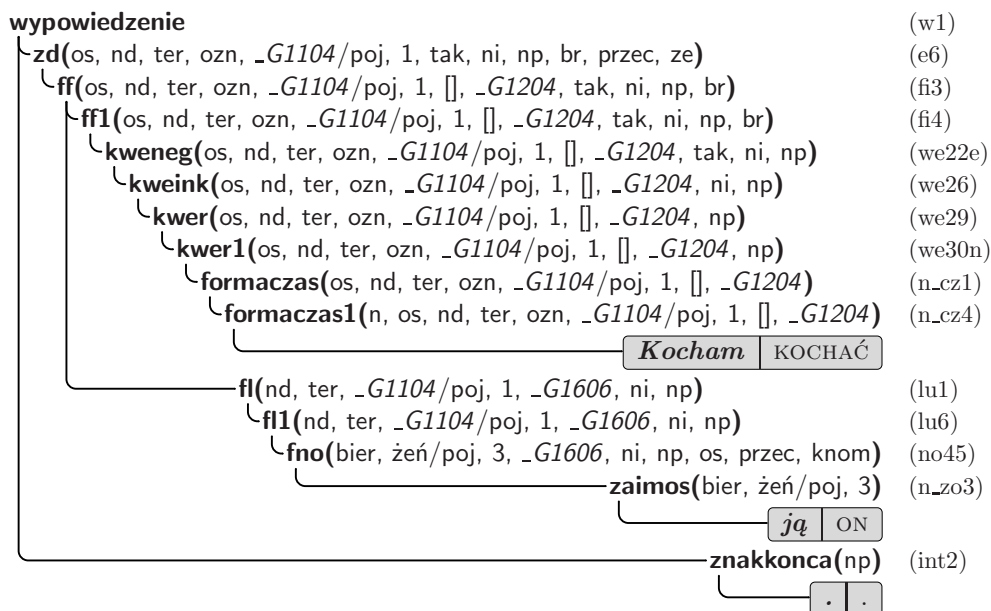 wypowiedzenie (w1)
zd(os, nd, ter, ozn, _G1104/poj, 1, tak, ni, np, br, przec, ze) (e6)
ff(os, nd, ter, ozn, _G1104/poj, 1, [], _G1204, tak, ni, np, br) (fi3)
ff1(os, nd, ter, ozn, _G1104/poj, 1, [], _G1204, tak, ni, np, br) (fi4)
kweneg(os, nd, ter, ozn, _G1104/poj, 1, [], _G1204, tak, ni, np) (we22e)
kweink(os, nd, ter, ozn, _G1104/poj, 1, [], _G1204, ni, np) (we26)
kwer(os, nd, ter, ozn, _G1104/poj, 1, [], _G1204, np) (we29)
kwer1(os, nd, ter, ozn, _G1104/poj, 1, [], _G1204, np) (we30n)
formaczas(os, nd, ter, ozn, _G1104/poj, 1, [], _G1204) (n_cz1)
formaczas1(n, os, nd, ter, ozn, _G1104/poj, 1, [], _G1204) (n_cz4)
Kocham KOCHAĆ
fl(nd, ter, _G1104/poj, 1, _G1606, ni, np) (lu1)
fl1(nd, ter, _G1104/poj, 1, _G1606, ni, np) (lu6)
fno(bier, żeń/poj, 3, _G1606, ni, np, os, przec, knom) (no45)
zaimos(bier, żeń/poj, 3) (n_zo3)
ją ON
znakkonca(np) (int2)
. .